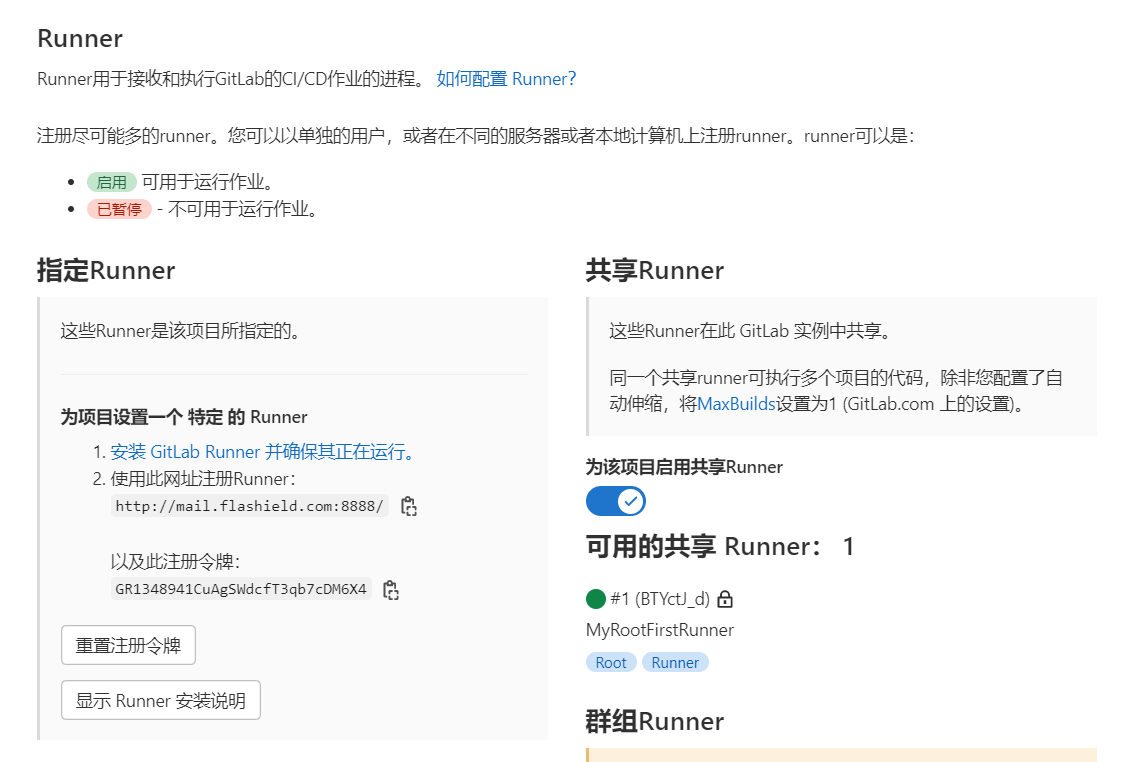 Runner
Runner用于接收和执行GitLab的CI/CD作业的进程。 如何配置 Runner?
注册尽可能多的runner。您可以以单独的用户，或者在不同的服务器或者本地计算机上注册runner。runner可以是：
启用 可用于运行作业。
已暂停 - 不可用于运行作业。
指定Runner
这些Runner是该项目所指定的。
为项目设置一个 特定 的 Runner
1. 安装 GitLab Runner 并确保其正在运行。
2. 使用此网址注册Runner：
http://mail.flashield.com:8888/
以及此注册令牌：
GR1348941CuAgSWdcfT3qb7cDM6X4
重置注册令牌
显示 Runner 安装说明
共享Runner
这些Runner在此 GitLab 实例中共享。
同一个共享runner可执行多个项目的代码，除非您配置了自
动伸缩，将MaxBuilds设置为1 (GitLab.com 上的设置)。
为该项目启用共享Runner
可用的共享 Runner： 1
#1 (BTYctJ_d)
MyRootFirstRunner
Root Runner
群组Runner